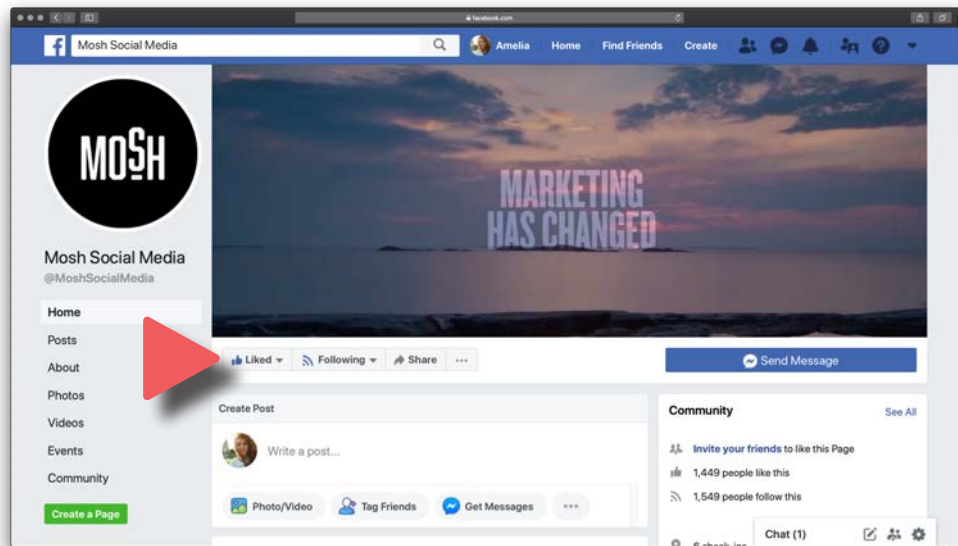 facebook.com
Mosh Social Media
Amelia Home Find Friends Create
MOSH
MARKETING
HAS CHANGED
Mosh Social Media
@MoshSocialMedia
Home
Posts
About
Photos
Videos
Events
Community
Create a Page
Liked Following Share
Send Message
Create Post
Write a post...
Photo/Video Tag Friends Get Messages
Community See All
Invite your friends to like this Page
1,449 people like this
1,549 people follow this
Chat (1)